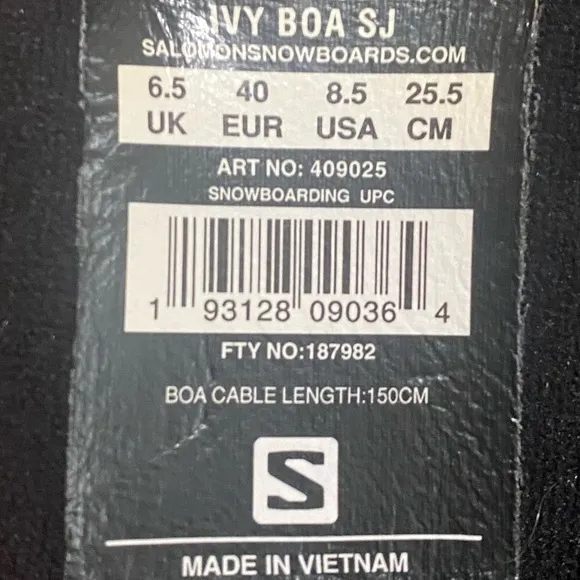 IVY BOA SJ
SALOMONSNOWBOARDS.COM
6.5 40 8.5 25.5
UK EUR USA CM
ART NO: 409025
SNOWBOARDING UPC
1 93128 09036 4
FTY NO:187982
BOA CABLE LENGTH:150CM
S
MADE IN VIETNAM